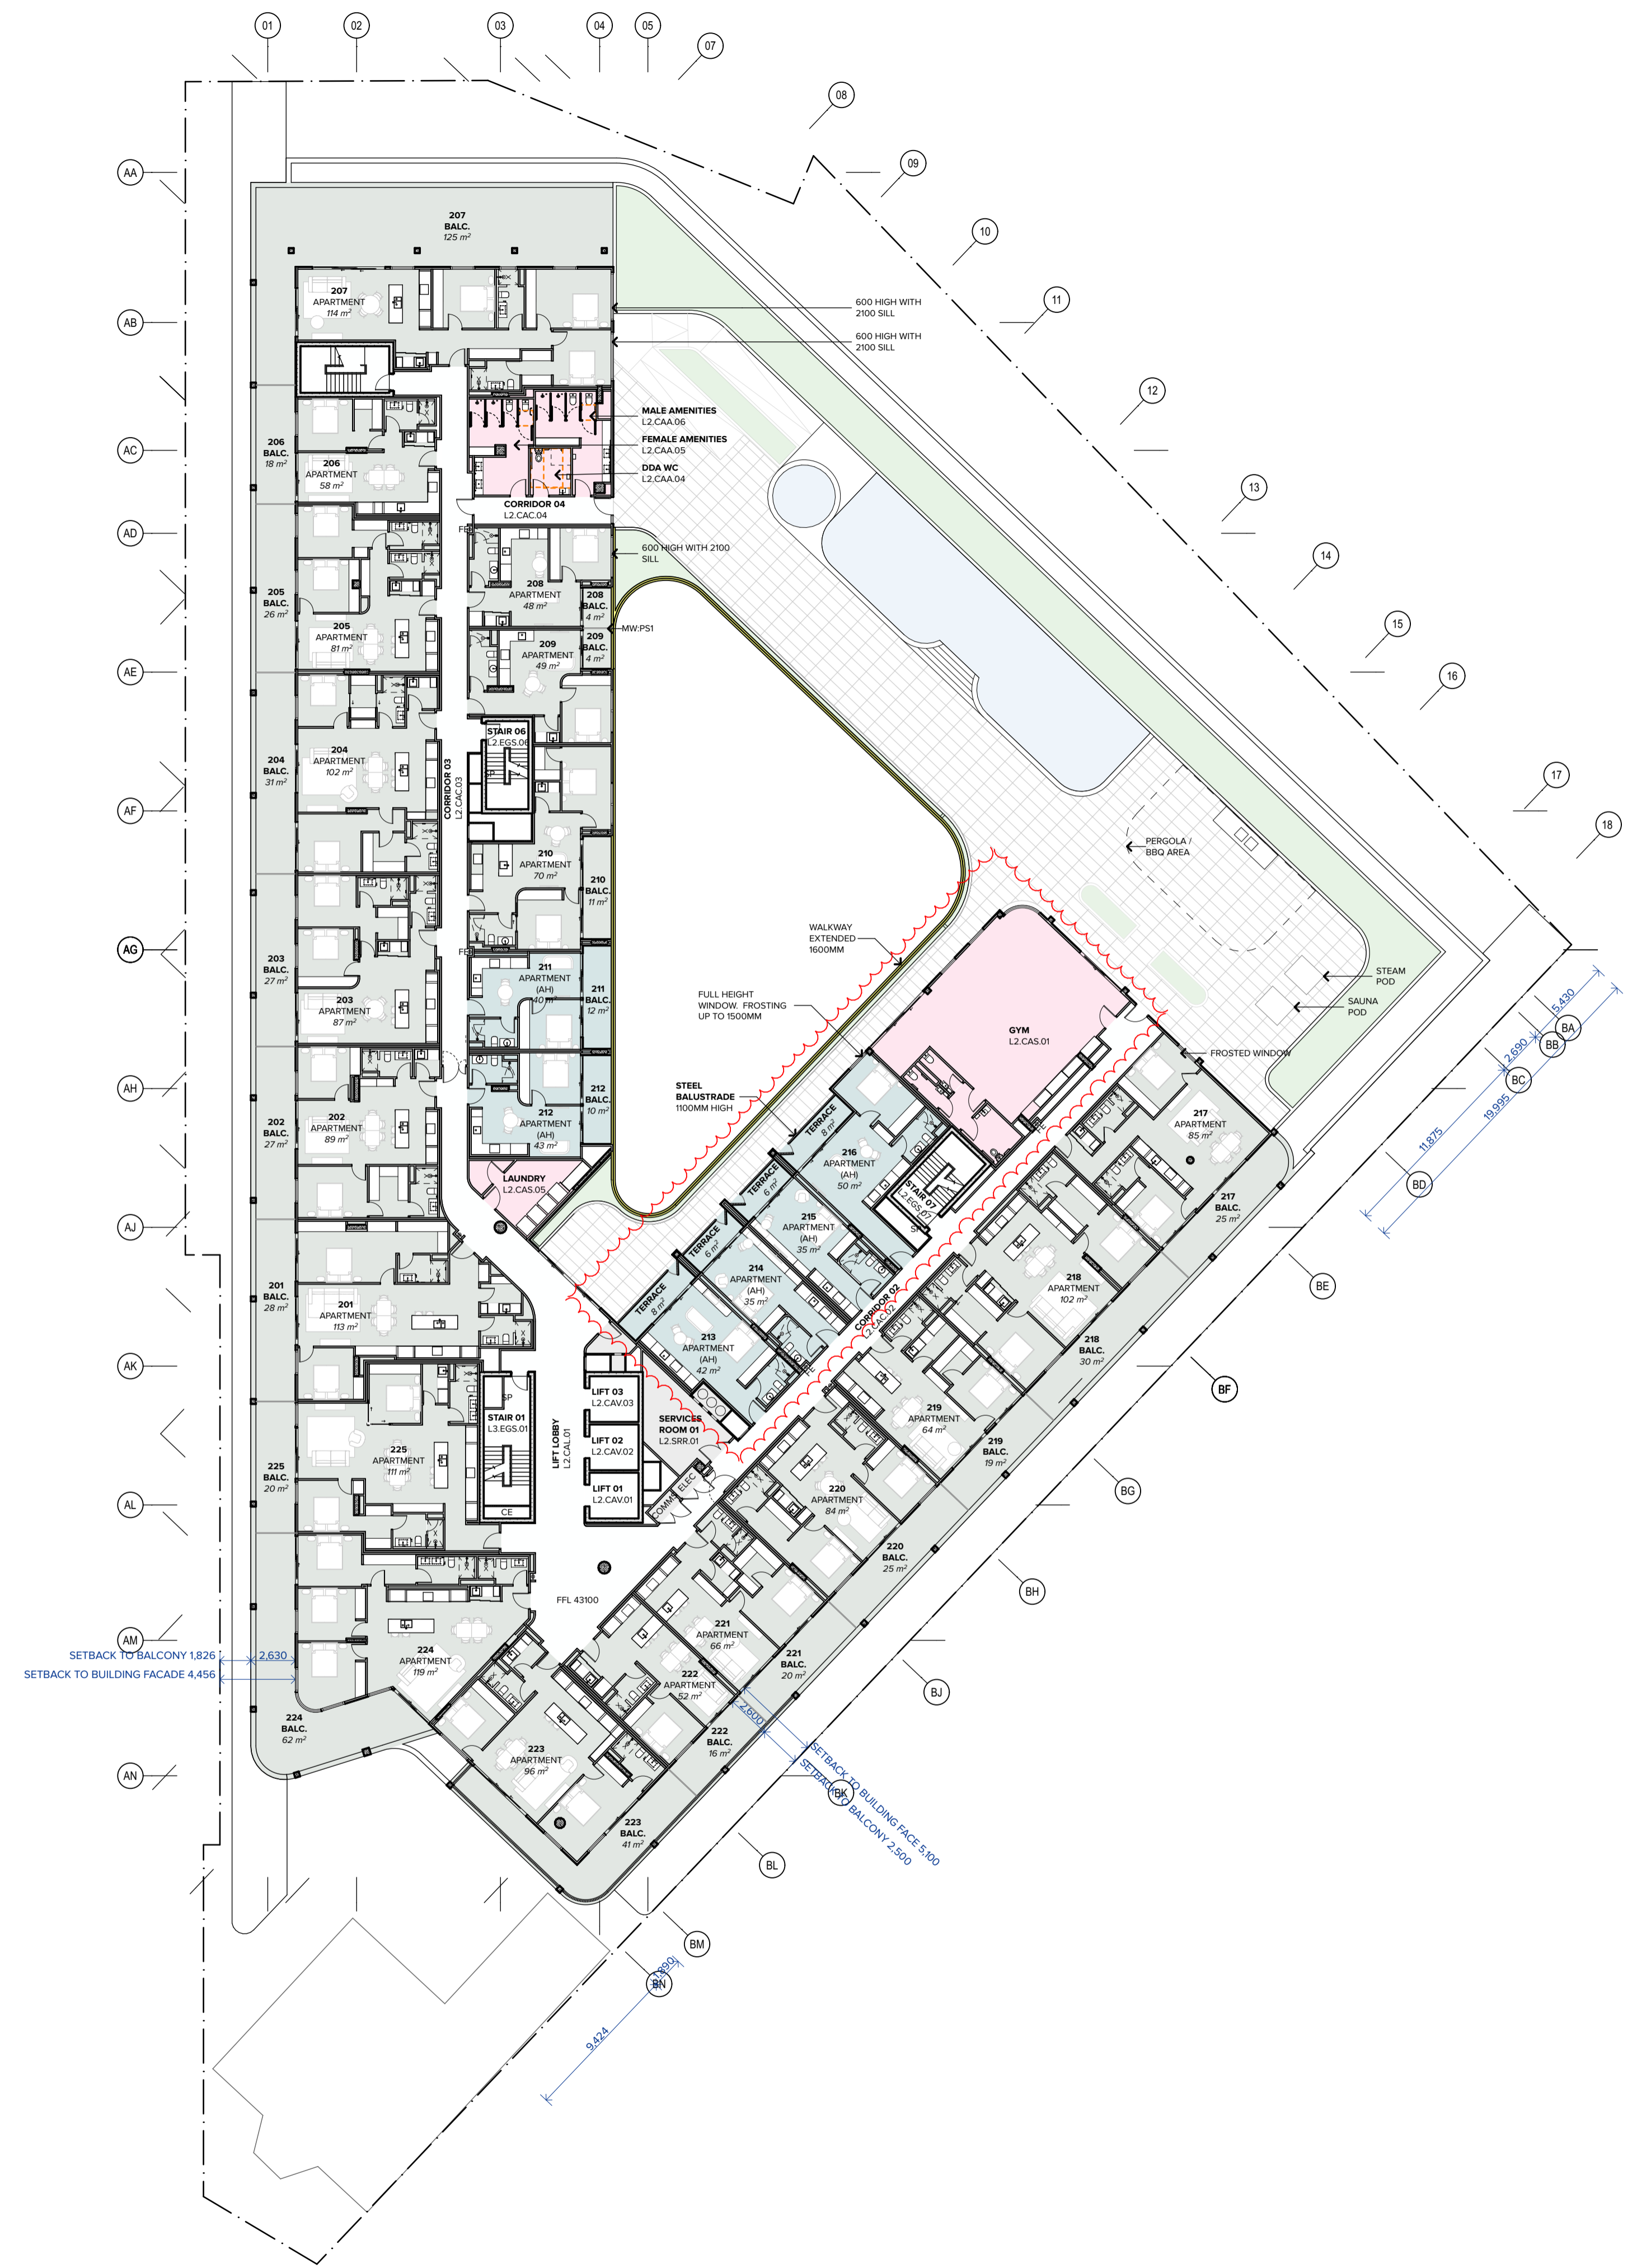 01
02
03
04
05
07
08
09
10
11
12
13
14
15
16
17
18
AA
AB
AC
AD
AE
AF
AG
AH
AJ
AK
AL
AM
AN
207
BALC.
125 m²
207
APARTMENT
114 m²
600 HIGH WITH
2100 SILL
600 HIGH WITH
2100 SILL
MALE AMENITIES
L2.CAA.06
FEMALE AMENITIES
L2.CAA.05
DDA WC
L2.CAA.04
CORRIDOR 04
L2.CAC.04
206
BALC.
18 m²
206
APARTMENT
58 m²
600 HIGH WITH 2100
SILL
205
BALC.
26 m²
205
APARTMENT
81 m²
208
APARTMENT
48 m²
208
BALC.
4 m²
MW:PS1
209
APARTMENT
49 m²
209
BALC.
4 m²
204
BALC.
31 m²
204
APARTMENT
102 m²
CORRIDOR 03
L2.CAC.03
STAIR 06
L2.EGS.06
SP
210
APARTMENT
70 m²
210
BALC.
11 m²
PERGOLA /
BBQ AREA
203
BALC.
27 m²
203
APARTMENT
87 m²
211
APARTMENT
(AH)
40 m²
211
BALC.
12 m²
WALKWAY
EXTENDED
1600MM
FULL HEIGHT
WINDOW. FROSTING
UP TO 1500MM
STEAM
POD
SAUNA
POD
GYM
L2.CAS.01
FROSTED WINDOW
202
BALC.
27 m²
202
APARTMENT
89 m²
212
APARTMENT
(AH)
43 m²
212
BALC.
10 m²
STEEL
BALUSTRADE
1100MM HIGH
TERRACE
8 m²
216
APARTMENT
(AH)
50 m²
STAIR 07
L2.EGS.07
217
APARTMENT
85 m²
217
BALC.
25 m²
LAUNDRY
L2.CAS.05
TERRACE
6 m²
215
APARTMENT
(AH)
35 m²
TERRACE
6 m²
214
APARTMENT
(AH)
35 m²
TERRACE
8 m²
213
APARTMENT
(AH)
42 m²
CORRIDOR 02
L2.CAC.02
201
BALC.
28 m²
201
APARTMENT
113 m²
218
APARTMENT
102 m²
218
BALC.
30 m²
219
APARTMENT
64 m²
219
BALC.
19 m²
225
BALC.
20 m²
225
APARTMENT
111 m²
SP
STAIR 01
L3.EGS.01
CE
LIFT LOBBY
L2.CAL.01
LIFT 03
L2.CAV.03
LIFT 02
L2.CAV.02
LIFT 01
L2.CAV.01
SERVICES
ROOM 01
L2.SRR.01
COMMS
ELEC
220
APARTMENT
84 m²
220
BALC.
25 m²
FFL 43100
221
APARTMENT
66 m²
221
BALC.
20 m²
222
APARTMENT
52 m²
222
BALC.
16 m²
224
APARTMENT
119 m²
224
BALC.
62 m²
223
APARTMENT
96 m²
223
BALC.
41 m²
SETBACK TO BALCONY 1,826
2,630
SETBACK TO BUILDING FACADE 4,456
2,600
SETBACK TO BUILDING FACE 5,100
SETBACK TO BALCONY 2,500
5,430
2,690
11,875
19,995
BA
BB
BC
BD
BE
BF
BG
BH
BJ
BK
BL
BM
BN
9,424